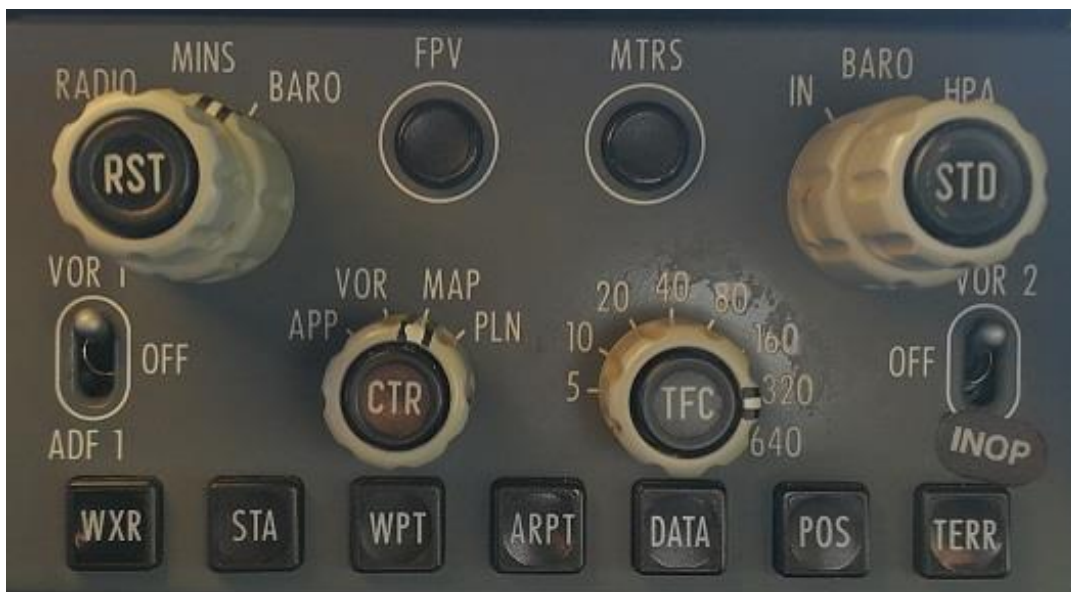 RADIO MINS BARO
FPV
MTRS
IN BARO HPA
RST
STD
VOR 1
OFF
ADF 1
APP VOR MAP PLN
CTR
5 10 20 40 80 160 320 640
TFC
VOR 2
OFF
INOP
WXR STA WPT ARPT DATA POS TERR